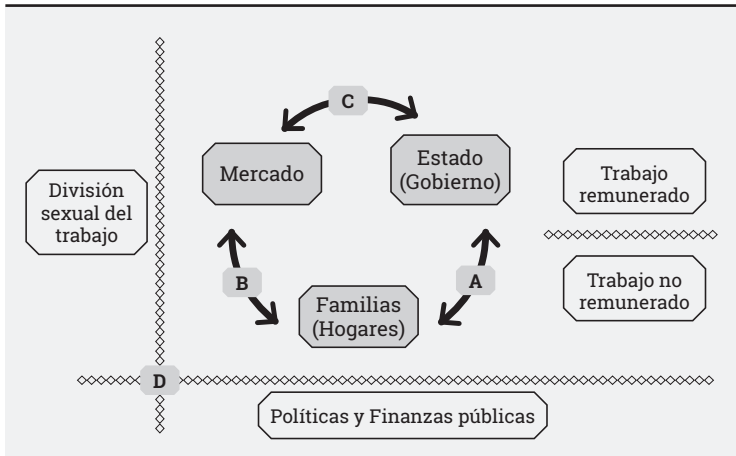 C
Mercado
Estado
(Gobierno)
División
sexual del
trabajo
Trabajo
remunerado
B
A
Familias
(Hogares)
Trabajo no
remunerado
D
Políticas y Finanzas públicas